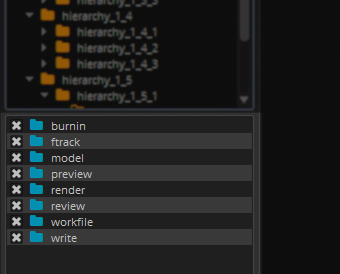 hierarchy_1_3_3
hierarchy_1_4
hierarchy_1_4_1
hierarchy_1_4_2
hierarchy_1_4_3
hierarchy_1_5
hierarchy_1_5_1
burnin
ftrack
model
preview
render
review
workfile
write